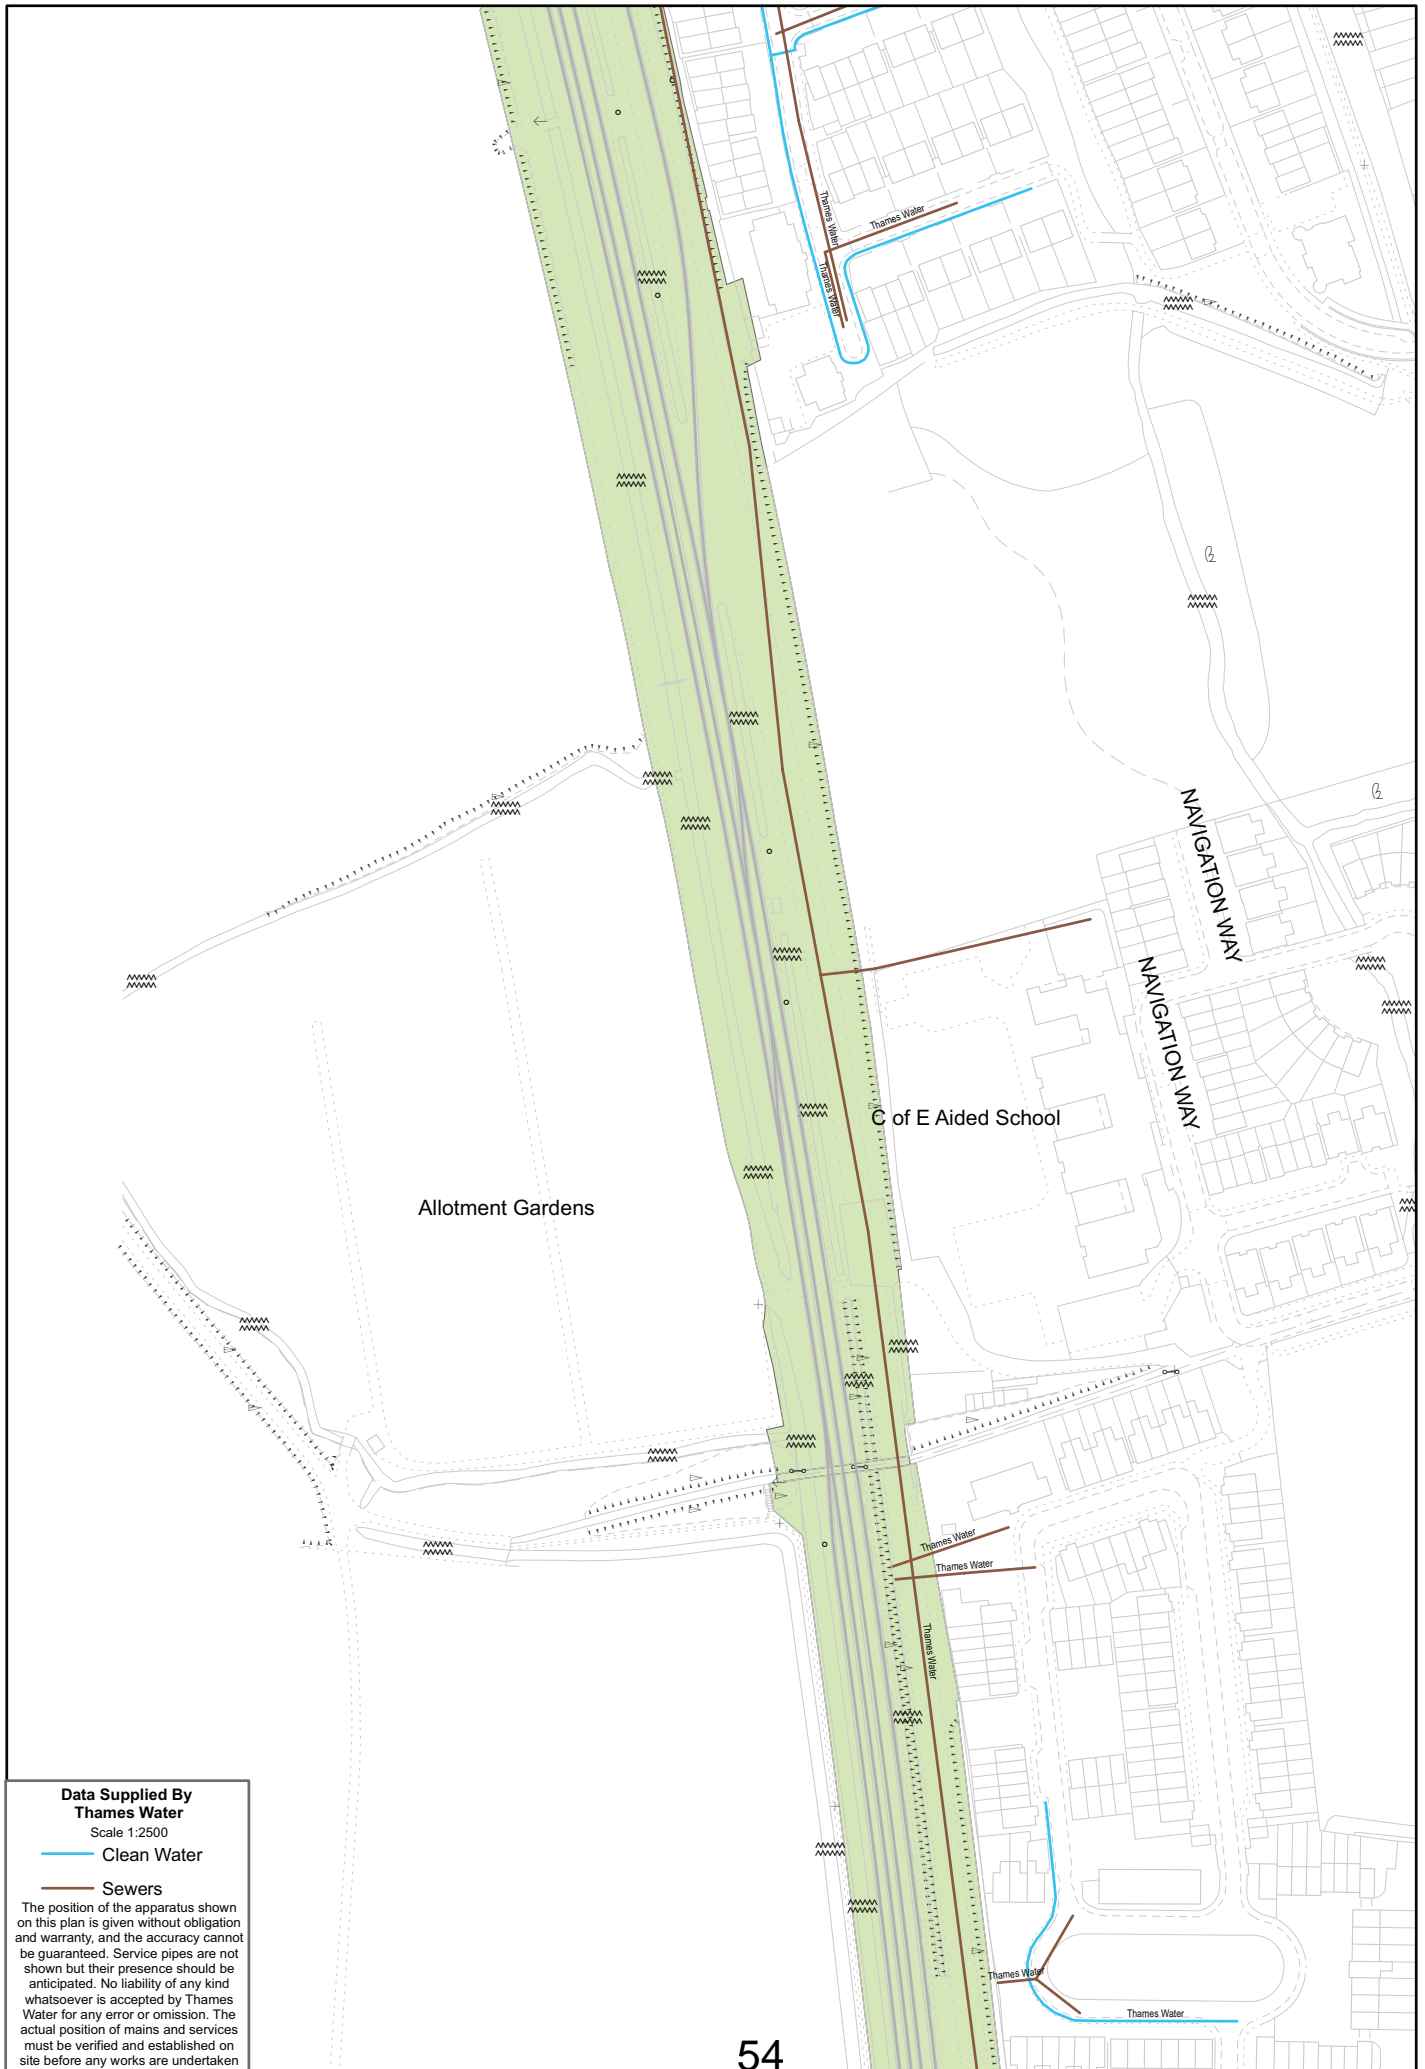 Thames Water
Thames Water
Thames Water
NAVIGATION WAY
NAVIGATION WAY
C of E Aided School
Allotment Gardens
Thames Water
Thames Water
Thames Water
Thames Water
Thames Water
Data Supplied By
Thames Water
Scale 1:2500
Clean Water
Sewers
The position of the apparatus shown
on this plan is given without obligation
and warranty, and the accuracy cannot
be guaranteed. Service pipes are not
shown but their presence should be
anticipated. No liability of any kind
whatsoever is accepted by Thames
Water for any error or omission. The
actual position of mains and services
must be verified and established on
site before any works are undertaken
54